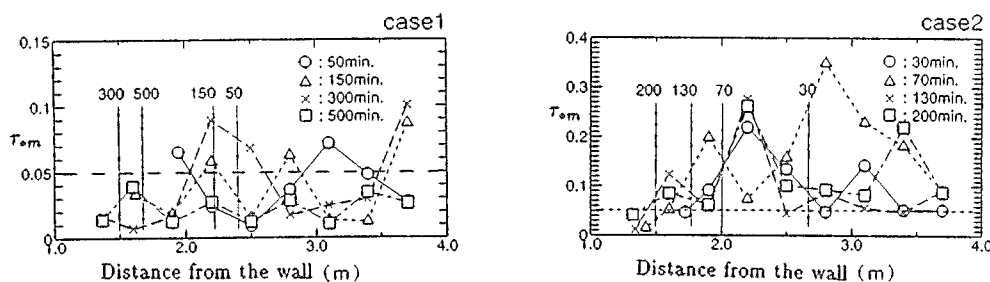 case1
0.15
0.10
0.05
0
τ*m
300 500 150 50
○ : 50min.
△ : 150min.
× : 300min.
□ : 500min.
1.0 2.0 3.0 4.0
Distance from the wall (m)
case2
0.4
0.3
0.2
0.1
0
τ*m
200 130 70 30
○ : 30min.
△ : 70min.
× : 130min.
□ : 200min.
1.0 2.0 3.0 4.0
Distance from the wall (m)